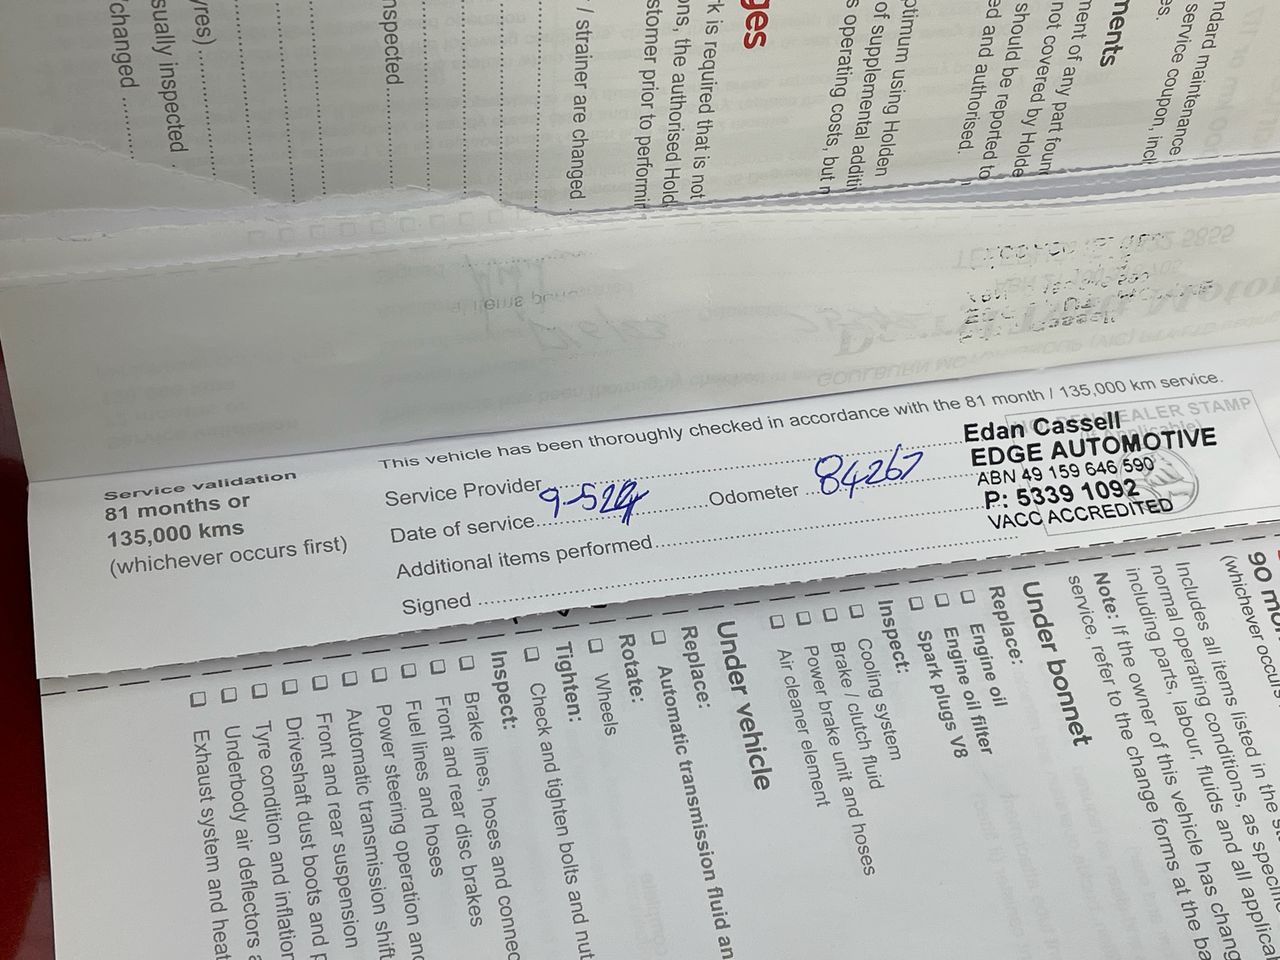 yres)
sually inspected
changed
nspected
/ strainer are changed
ges
rk is required that is not
ons, the authorised Hold
stomer prior to performin
ptimum using Holden
of supplemental additi
s operating costs, but n
ments
ment of any part foun
not covered by Holde
should be reported to
ed and authorised.
ndard maintenance
service coupon, incl
es.
Service validation
81 months or
135,000 kms
(whichever occurs first)
This vehicle has been thoroughly checked in accordance with the 81 month / 135,000 km service.
Service Provider
Date of service Odometer 84267
Additional items performed
Signed
DEALER STAMP
Edan Cassell
EDGE AUTOMOTIVE
ABN 49 159 646 590
P: 5339 1092
VACC ACCREDITED
90 mo
(whichever occurs
Includes all items listed in the s
normal operating conditions, as specifi
including parts, labour, fluids and all applica
Note: If the owner of this vehicle has chang
service, refer to the change forms at the ba
Under bonnet
Replace:
Engine oil
Engine oil filter
Spark plugs V8
Inspect:
Cooling system
Brake / clutch fluid
Power brake unit and hoses
Air cleaner element
Under vehicle
Replace:
Automatic transmission fluid an
Rotate:
Wheels
Tighten:
Check and tighten bolts and nut
Inspect:
Brake lines, hoses and connec
Front and rear disc brakes
Fuel lines and hoses
Power steering operation and
Automatic transmission shift
Front and rear suspension
Driveshaft dust boots and
Tyre condition and inflation
Underbody air deflectors
Exhaust system and heat